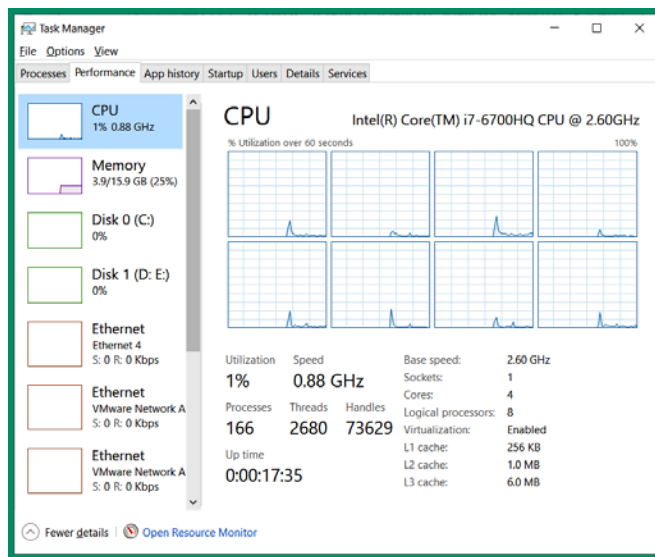 Task Manager
File Options View
Processes Performance App history Startup Users Details Services
CPU
1% 0.88 GHz
Memory
3.9/15.9 GB (25%)
Disk 0 (C:)
0%
Disk 1 (D: E:)
0%
Ethernet
Ethernet 4
S: 0 R: 0 Kbps
Ethernet
VMware Network A
S: 0 R: 0 Kbps
Ethernet
VMware Network A
S: 0 R: 0 Kbps
CPU Intel(R) Core(TM) i7-6700HQ CPU @ 2.60GHz
% Utilization over 60 seconds 100%
Utilization Speed
1% 0.88 GHz
Processes Threads Handles
166 2680 73629
Up time
0:00:17:35
Base speed: 2.60 GHz
Sockets: 1
Cores: 4
Logical processors: 8
Virtualization: Enabled
L1 cache: 256 KB
L2 cache: 1.0 MB
L3 cache: 6.0 MB
Fewer details Open Resource Monitor